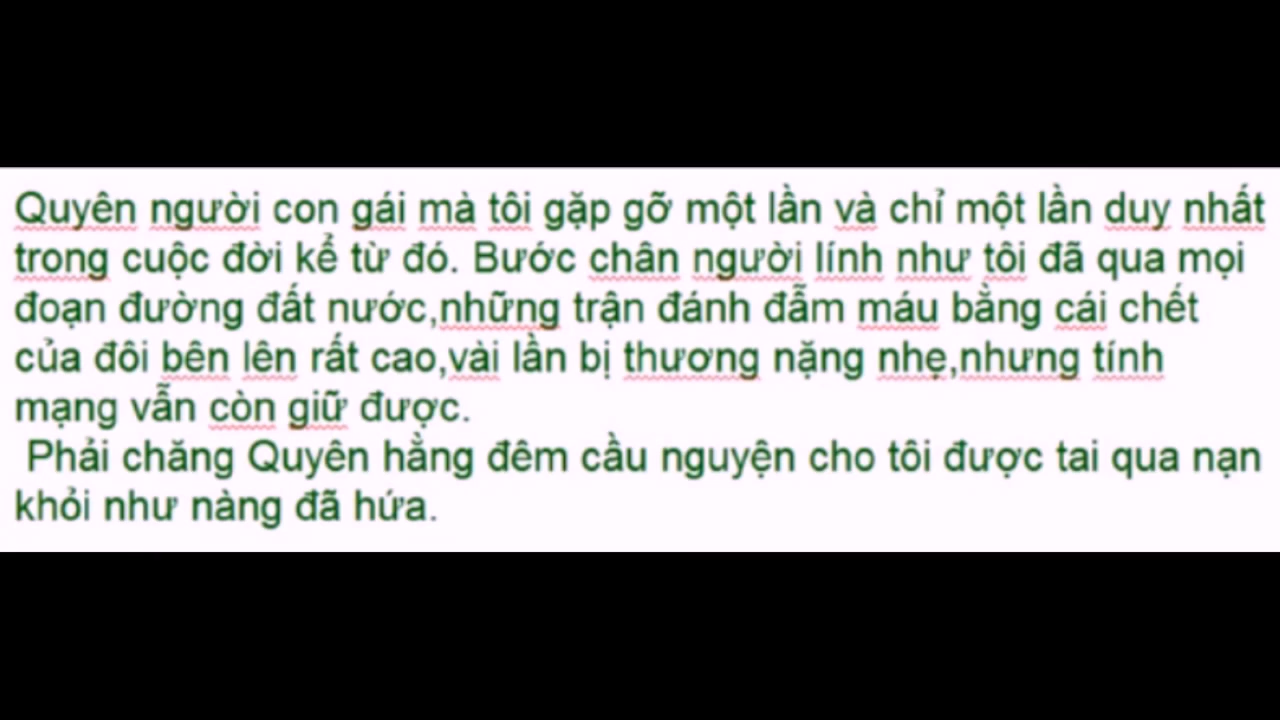 Quyên người con gái mà tôi gặp gỡ một lần và chỉ một lần duy nhất
trong cuộc đời kể từ đó. Bước chân người lính như tôi đã qua mọi
đoạn đường đất nước,những trận đánh đẫm máu bằng cái chết
của đôi bên lên rất cao,vài lần bị thương nặng nhẹ,nhưng tính
mạng vẫn còn giữ được.
Phải chăng Quyên hằng đêm cầu nguyện cho tôi được tai qua nạn
khỏi như nàng đã hứa.